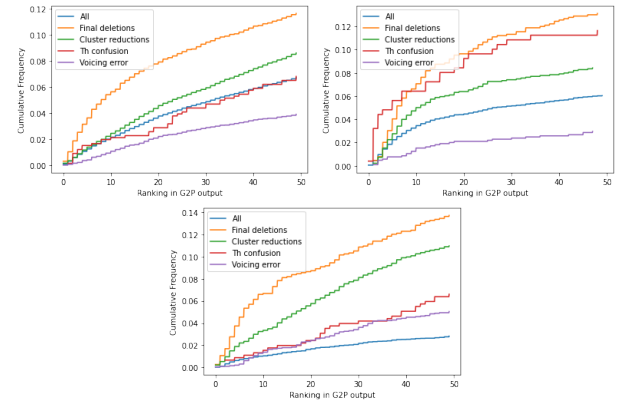 0.12
0.10
0.08
0.06
0.04
0.02
0.00
Cumulative Frequency
All
Final deletions
Cluster reductions
Th confusion
Voicing error
0 10 20 30 40 50
Ranking in G2P output
0.12
0.10
0.08
0.06
0.04
0.02
0.00
Cumulative Frequency
All
Final deletions
Cluster reductions
Th confusion
Voicing error
0 10 20 30 40 50
Ranking in G2P output
0.14
0.12
0.10
0.08
0.06
0.04
0.02
0.00
Cumulative Frequency
All
Final deletions
Cluster reductions
Th confusion
Voicing error
0 10 20 30 40 50
Ranking in G2P output